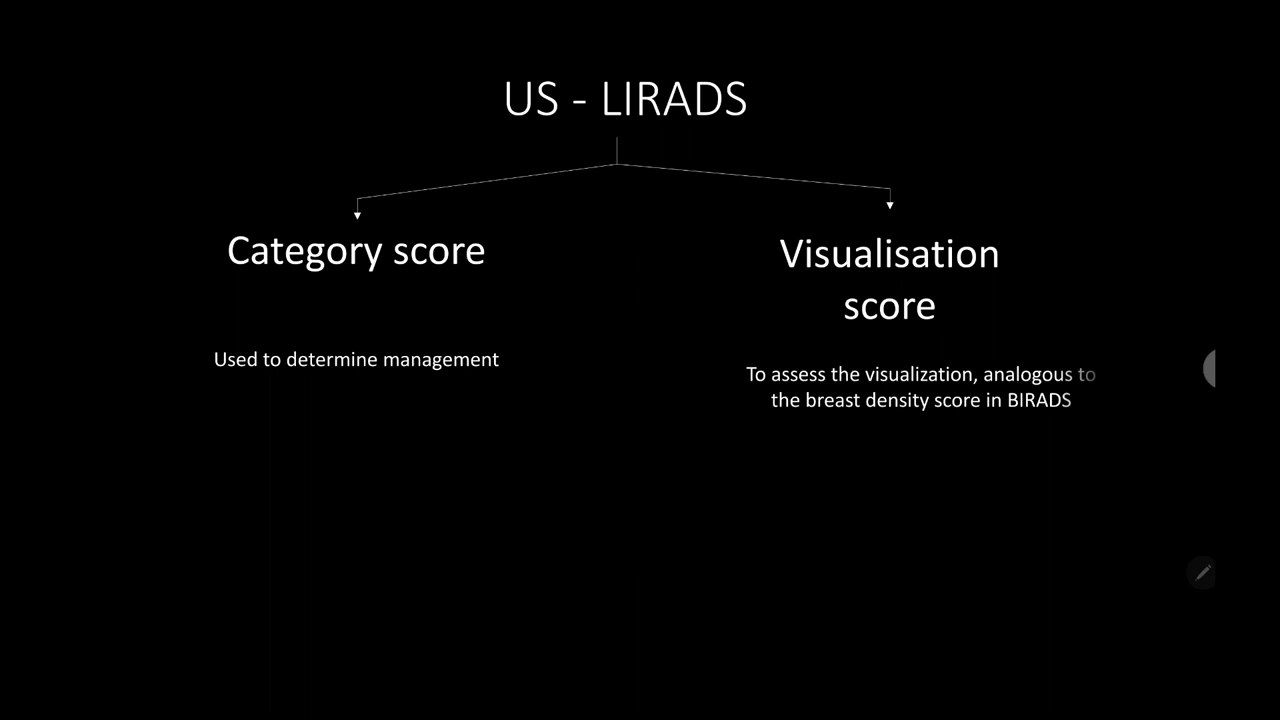 US - LIRADS
Category score
Visualisation
score
Used to determine management
To assess the visualization, analogous to
the breast density score in BIRADS